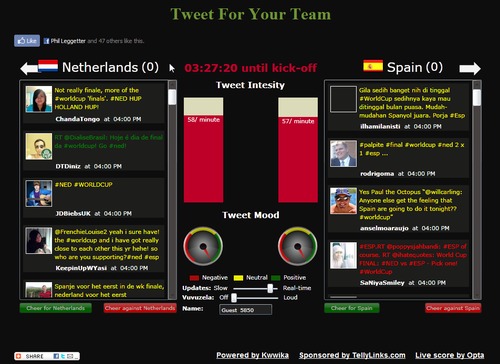 Tweet For Your Team
Like
Phil Leggetter and 47 others like this.
Netherlands (0)
03:27:20 until kick-off
Spain (0)
Tweet Intesity
58/ minute
57/ minute
Not really finale, more of the
#worldcup 'finals'. #NED HUP
HOLLAND HUP!
ChandaTongo at 04:00 PM
RT @ChalneBrasil: Hoje é dia de final
da #worldcup! Go #ned!
DTDiniz at 04:00 PM
#NED #WORLDCUP
JDBiebsUK at 04:00 PM
@FrenchieLouise2 yeah i sure have!
the #worldcup and i have got really
close to each other this yr hehe! so
who are you supporting?#ned #esp
KeepinUpWYasi at 04:00 PM
Spanje voor het eerst in de wk finale,
nederland voor het eerst
Gila sedih banget nih di tinggal
#WorldCup sedihnya kaya mau
ditinggal bulan puasa. Mudah-
mudahan Spanyol juara. Porja #Esp
ilhamilanisti at 04:00 PM
#palpite #final #worldcup #ned 2 x
1 #esp ...
rodrigoma at 04:00 PM
Yes Paul the Octopus "@wiilcarling:
Anyone else get the feeling that
Spain are going to do it tonight??
#worldcup"
anselmoaraujo at 04:00 PM
#ESP RT @poppysjahbandi: #ESP of
course. RT @ihatequotes: World Cup
FINAL: #NED vs #ESP - Pick one!
#WorldCup
SaNiyaSmiley at 04:00 PM
Tweet Mood
Negative Neutral Positive
Updates: Slow Real-time
Vuvuzela: Off Loud
Name: Guest 5850
Cheer for Netherlands
Cheer against Netherlands
Cheer for Spain
Cheer against Spain
SHARE
Powered by Kwwika Sponsored by TellyLinks.com Live score by Opta